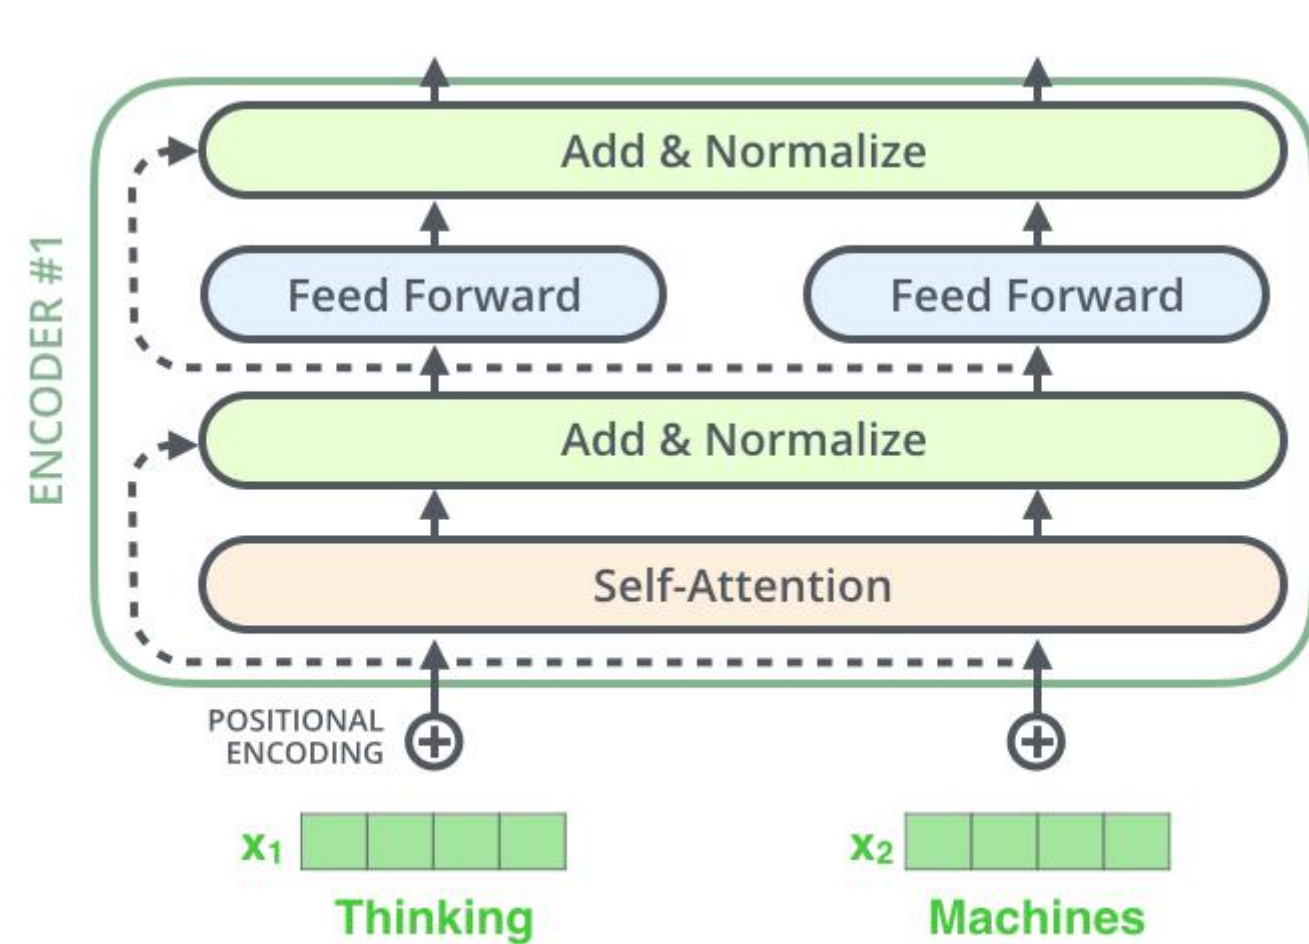 Add & Normalize
Feed Forward Feed Forward
Add & Normalize
Self-Attention
ENCODER #1
POSITIONAL
ENCODING
x₁ x₂
Thinking Machines